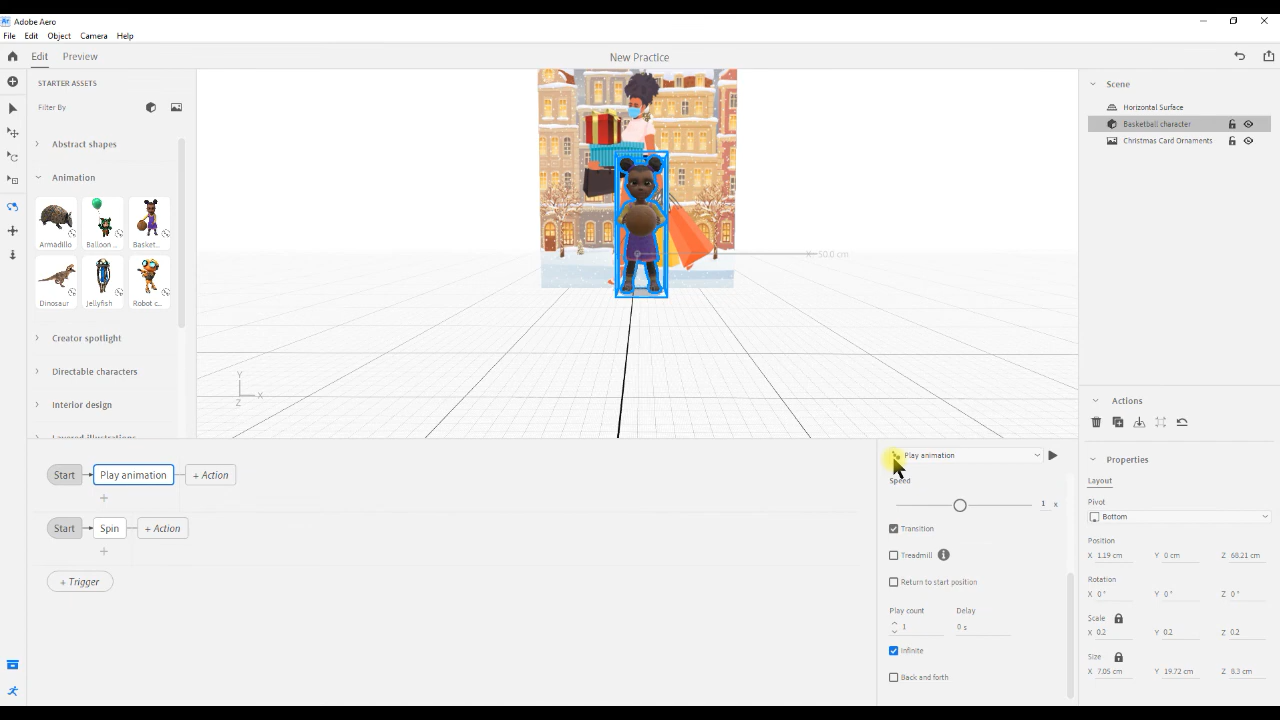 Ar Adobe Aero
File Edit Object Camera Help
Edit Preview New Practice
STARTER ASSETS
Filter By
Abstract shapes
Animation
Armadillo Balloon ... Basket...
Dinosaur Jellyfish Robot c...
Creator spotlight
Directable characters
Interior design
50.0 cm
Y
X
Z
Start Play animation + Action
+
Start Spin + Action
+
+ Trigger
Play animation
Speed
1 x
Transition
Treadmill
Return to start position
Play count Delay
1 0 s
Infinite
Back and forth
Scene
Horizontal Surface
Basketball character
Christmas Card Ornaments
Actions
Properties
Layout
Pivot
Bottom
Position
X 1.19 cm Y 0 cm Z 68.21 cm
Rotation
X 0° Y 0° Z 0°
Scale
X 0.2 Y 0.2 Z 0.2
Size
X 7.05 cm Y 19.72 cm Z 8.3 cm